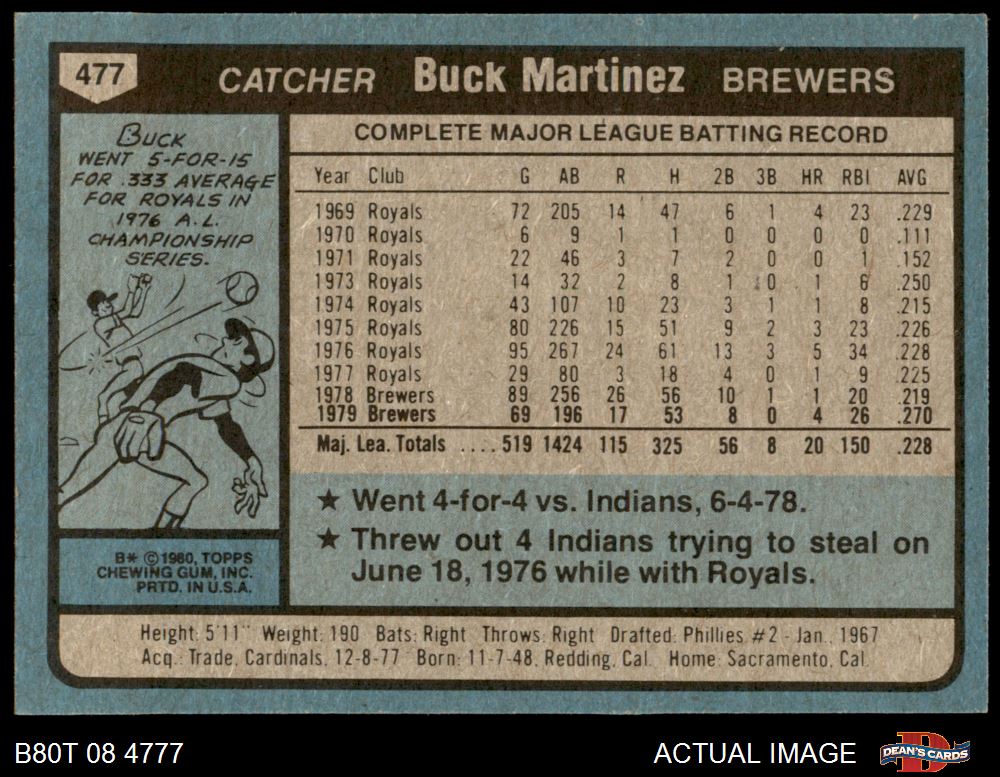 477 CATCHER Buck Martinez BREWERS
BUCK
WENT 5-FOR-15
FOR .333 AVERAGE
FOR ROYALS IN
1976 A.L.
CHAMPIONSHIP
SERIES.
COMPLETE MAJOR LEAGUE BATTING RECORD
Year Club G AB R H 2B 3B HR RBI AVG
1969 Royals 72 205 14 47 6 1 4 23 .229
1970 Royals 6 9 1 1 0 0 0 0 .111
1971 Royals 22 46 3 7 2 0 0 1 .152
1973 Royals 14 32 2 8 1 0 1 6 .250
1974 Royals 43 107 10 23 3 1 1 8 .215
1975 Royals 80 226 15 51 9 2 3 23 .226
1976 Royals 95 267 24 61 13 3 5 34 .228
1977 Royals 29 80 3 18 4 0 1 9 .225
1978 Brewers 89 256 26 56 10 1 1 20 .219
1979 Brewers 69 196 17 53 8 0 4 26 .270
Maj. Lea. Totals ....519 1424 115 325 56 8 20 150 .228
★ Went 4-for-4 vs. Indians, 6-4-78.
★ Threw out 4 Indians trying to steal on
June 18, 1976 while with Royals.
B* ©1980, TOPPS
CHEWING GUM, INC.
PRTD. IN U.S.A.
Height: 5'11" Weight: 190 Bats: Right Throws: Right Drafted: Phillies #2 - Jan., 1967
Acq.: Trade, Cardinals, 12-8-77 Born: 11-7-48, Redding, Cal. Home: Sacramento, Cal.
B80T 08 4777 ACTUAL IMAGE DEAN'S CARDS